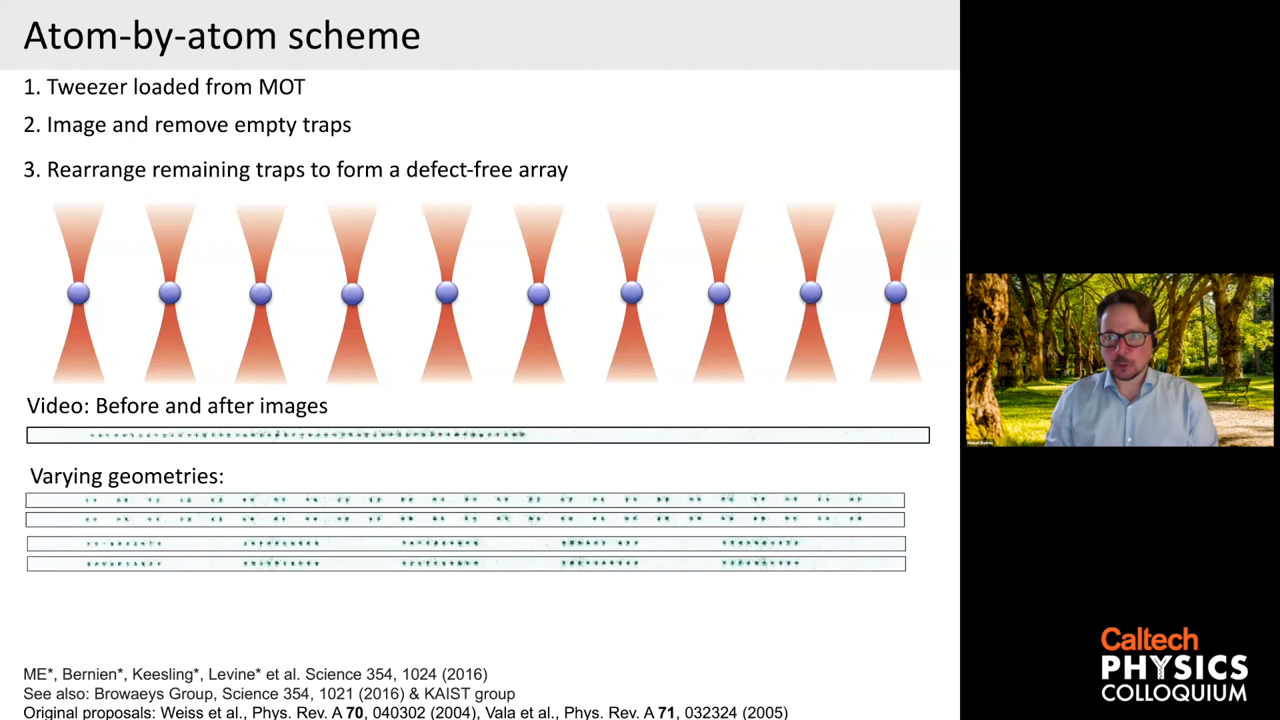 Atom-by-atom scheme
1. Tweezer loaded from MOT
2. Image and remove empty traps
3. Rearrange remaining traps to form a defect-free array
Video: Before and after images
Varying geometries:
ME*, Bernien*, Keesling*, Levine* et al. Science 354, 1024 (2016)
See also: Browaeys Group, Science 354, 1021 (2016) & KAIST group
Original proposals: Weiss et al., Phys. Rev. A 70, 040302 (2004), Vala et al., Phys. Rev. A 71, 032324 (2005)
Caltech
PHYSICS
COLLOQUIUM